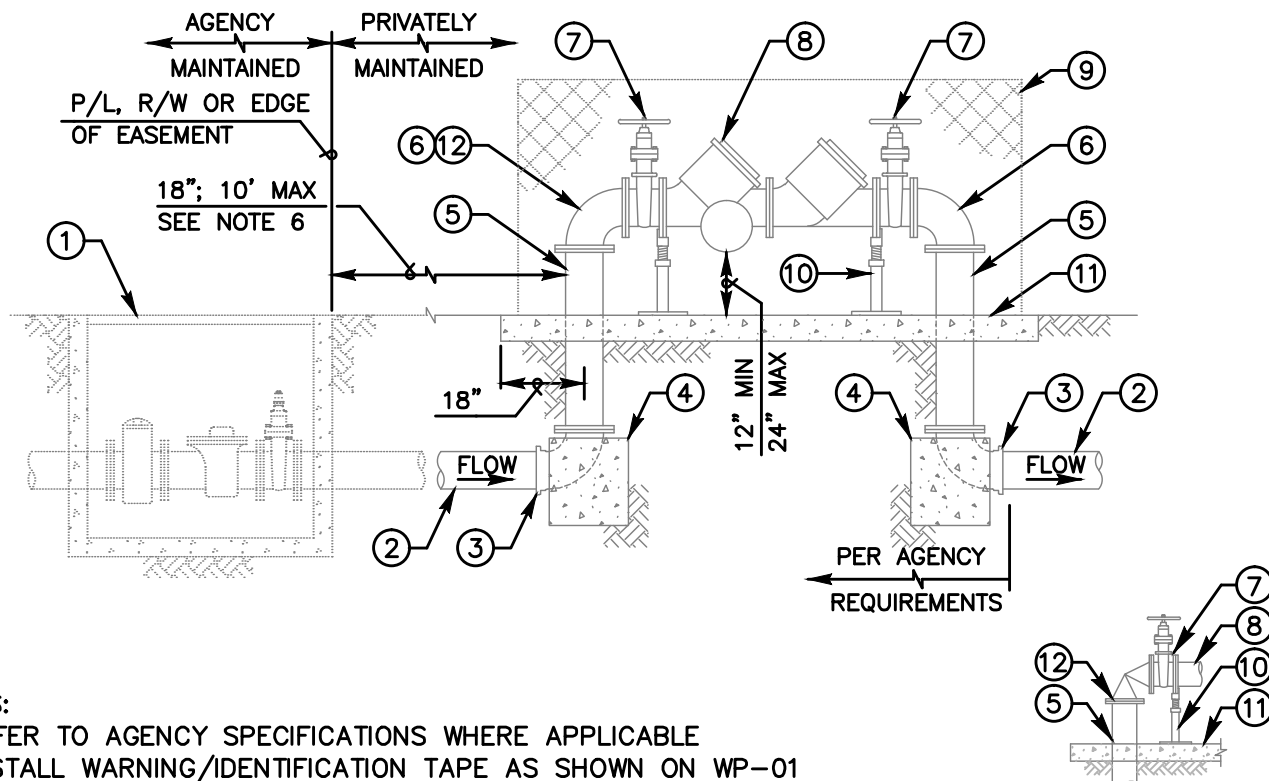 AGENCY
MAINTAINED
PRIVATELY
MAINTAINED
P/L, R/W OR EDGE
OF EASEMENT
18"; 10' MAX
SEE NOTE 6
7
8
7
9
6 12
6
5
5
1
10
11
18"
12" MIN
24" MAX
4
4
3
2
FLOW
FLOW
2
3
PER AGENCY
REQUIREMENTS
7
8
12
10
5
11
S:
FER TO AGENCY SPECIFICATIONS WHERE APPLICABLE
STALL WARNING/IDENTIFICATION TAPE AS SHOWN ON WP-01